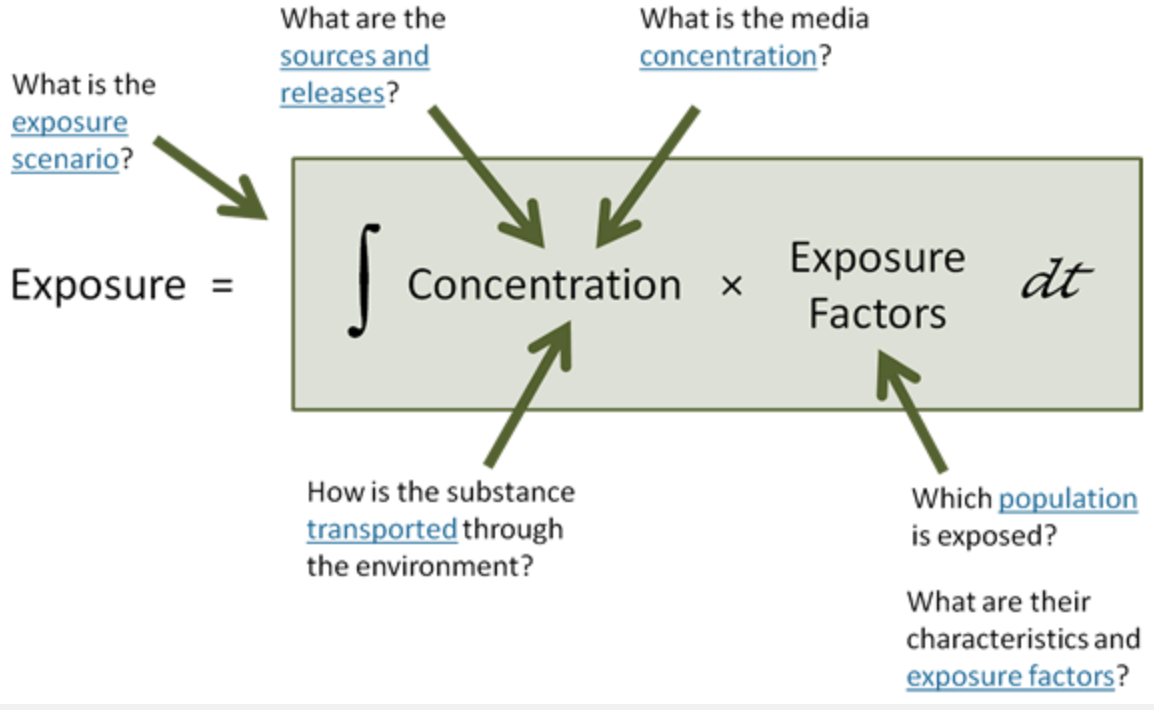 What is the
exposure
scenario?
What are the
sources and
releases?
What is the media
concentration?
Exposure =
∫ Concentration × Exposure
Factors dt
How is the substance
transported through
the environment?
Which population
is exposed?
What are their
characteristics and
exposure factors?